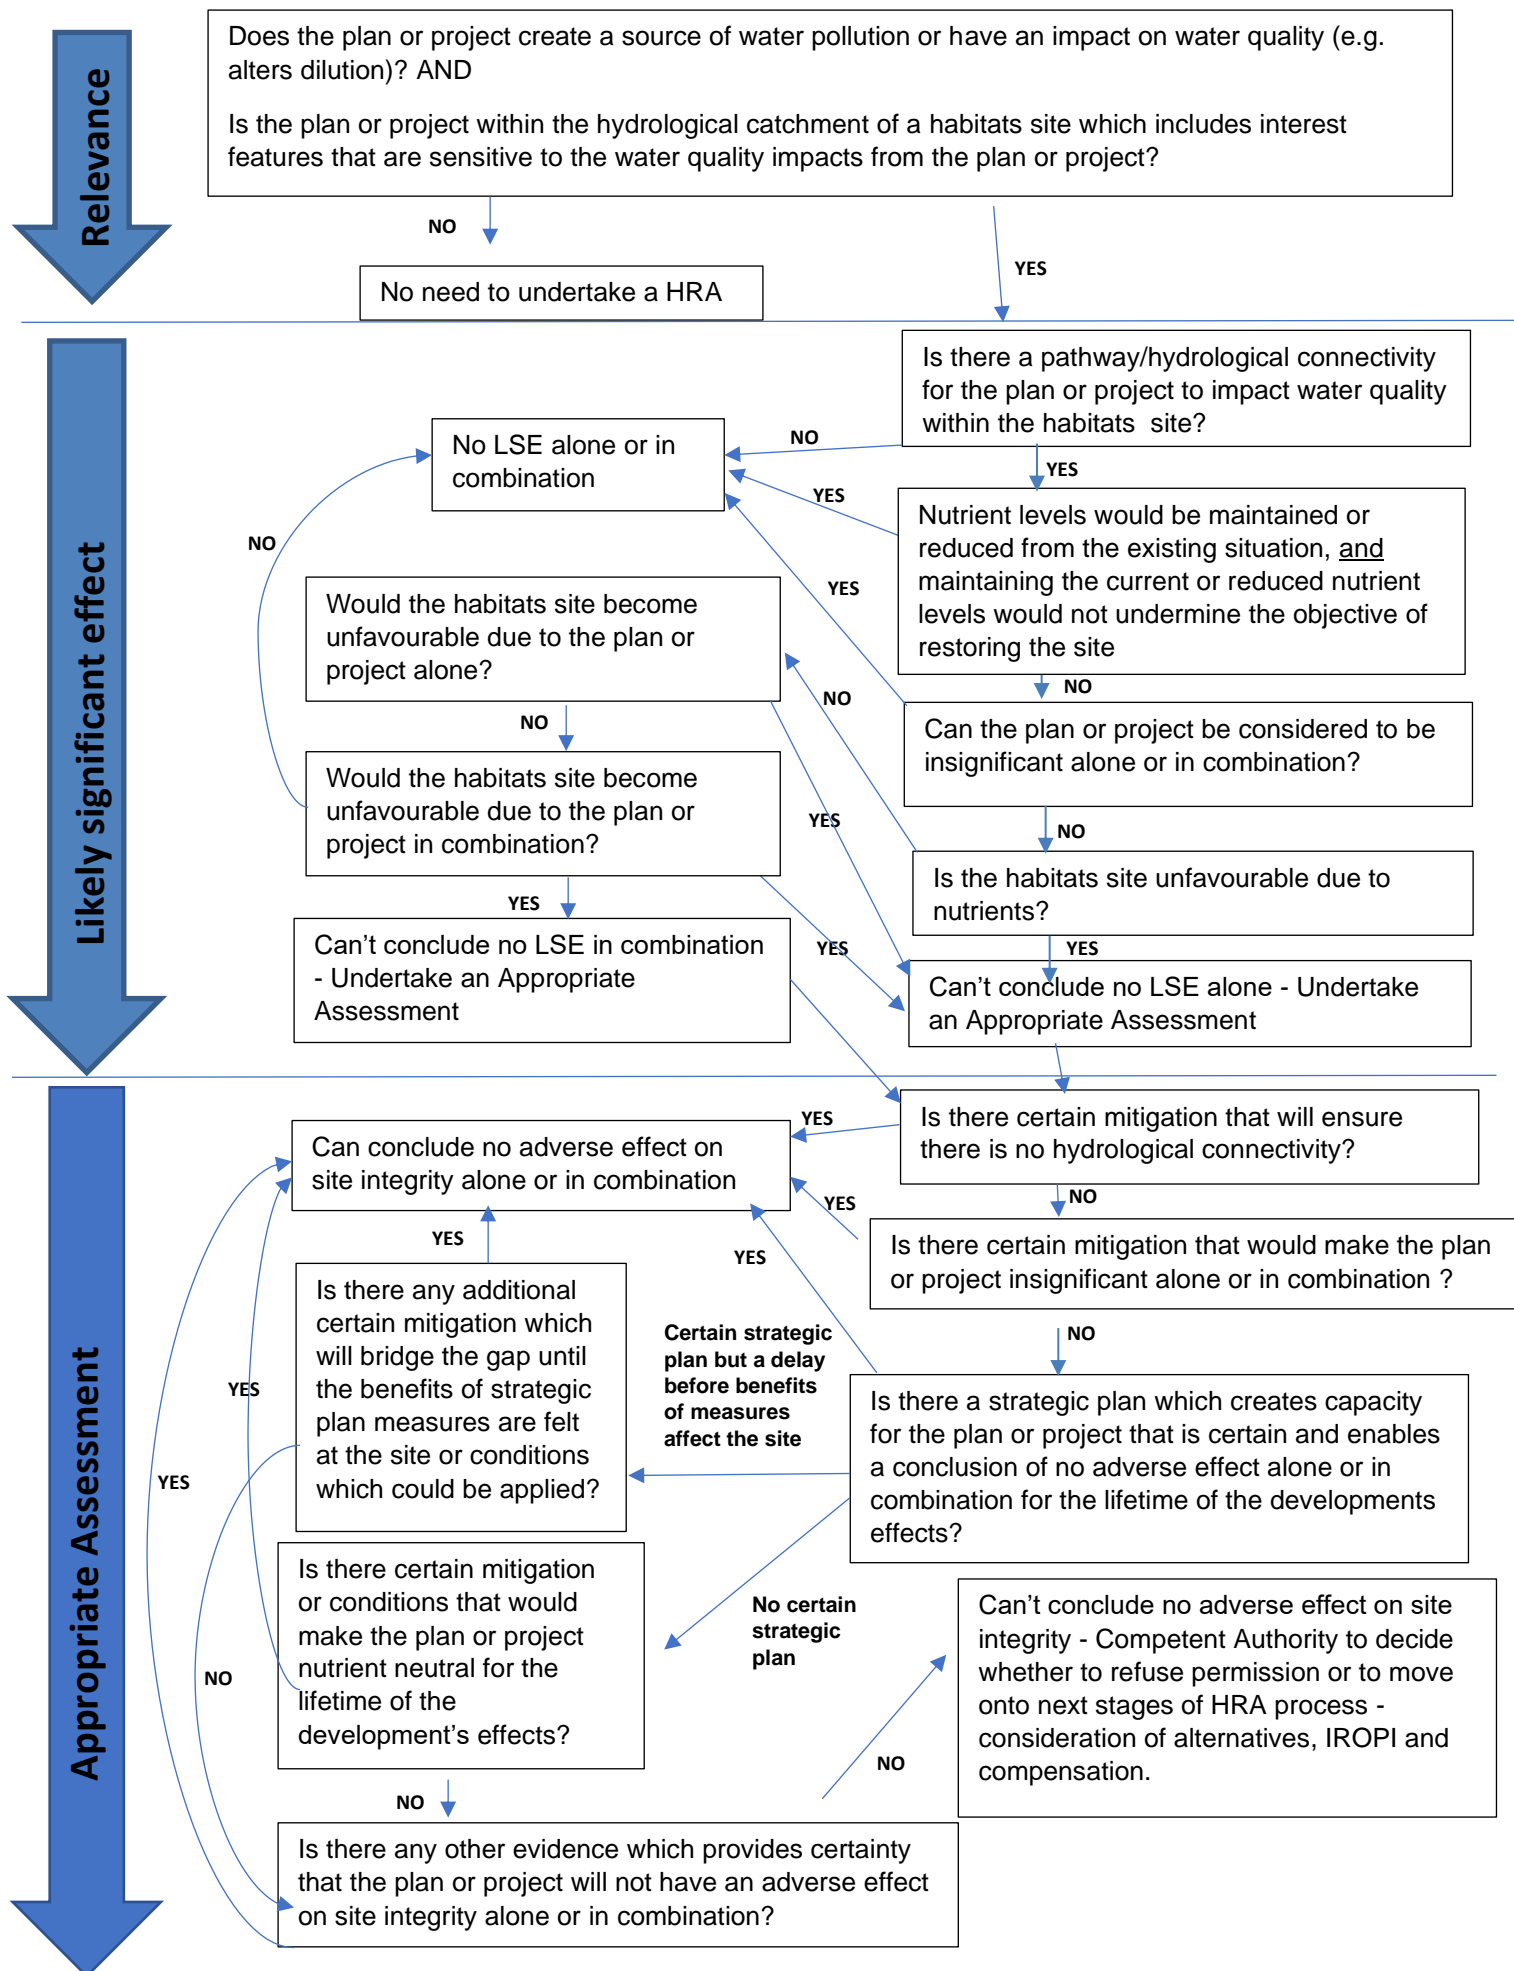 Relevance
Does the plan or project create a source of water pollution or have an impact on water quality (e.g.
alters dilution)? AND
Is the plan or project within the hydrological catchment of a habitats site which includes interest
features that are sensitive to the water quality impacts from the plan or project?
NO
YES
No need to undertake a HRA
Likely significant effect
Is there a pathway/hydrological connectivity
for the plan or project to impact water quality
within the habitats site?
NO
YES
No LSE alone or in
combination
YES
Nutrient levels would be maintained or
reduced from the existing situation, and
maintaining the current or reduced nutrient
levels would not undermine the objective of
restoring the site
NO
YES
NO
Would the habitats site become
unfavourable due to the plan or
project alone?
NO
NO
Can the plan or project be considered to be
insignificant alone or in combination?
Would the habitats site become
unfavourable due to the plan or
project in combination?
YES
NO
Is the habitats site unfavourable due to
nutrients?
YES
YES
YES
Can't conclude no LSE in combination
- Undertake an Appropriate
Assessment
Can't conclude no LSE alone - Undertake
an Appropriate Assessment
Appropriate Assessment
Is there certain mitigation that will ensure
there is no hydrological connectivity?
YES
NO
Can conclude no adverse effect on
site integrity alone or in combination
YES
Is there certain mitigation that would make the plan
or project insignificant alone or in combination ?
YES
YES
NO
Is there any additional
certain mitigation which
will bridge the gap until
the benefits of strategic
plan measures are felt
at the site or conditions
which could be applied?
Certain strategic
plan but a delay
before benefits
of measures
affect the site
Is there a strategic plan which creates capacity
for the plan or project that is certain and enables
a conclusion of no adverse effect alone or in
combination for the lifetime of the developments
effects?
YES
YES
Is there certain mitigation
or conditions that would
make the plan or project
nutrient neutral for the
lifetime of the
development's effects?
No certain
strategic
plan
NO
Can't conclude no adverse effect on site
integrity - Competent Authority to decide
whether to refuse permission or to move
onto next stages of HRA process -
consideration of alternatives, IROPI and
compensation.
NO
NO
Is there any other evidence which provides certainty
that the plan or project will not have an adverse effect
on site integrity alone or in combination?